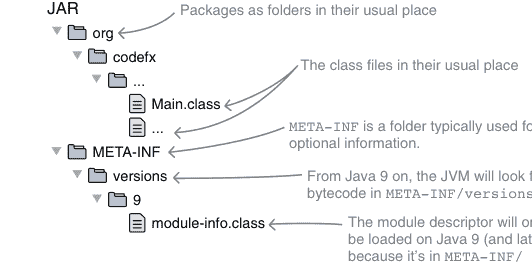 JAR
Packages as folders in their usual place
org
codefx
...
The class files in their usual place
Main.class
...
META-INF is a folder typically used fo
optional information.
META-INF
versions
From Java 9 on, the JVM will look f
bytecode in META-INF/versions
9
module-info.class
The module descriptor will on
be loaded on Java 9 (and lat
because it's in META-INF/